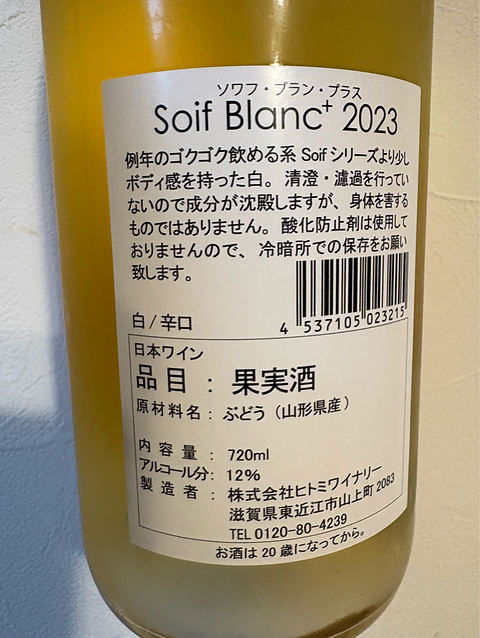 ソワフ・ブラン・プラス
Soif Blanc⁺ 2023
例年のゴクゴク飲める系 Soif シリーズより少し
ボディ感を持った白。清澄・濾過を行ってい
ないので成分が沈殿しますが、身体を害する
ものではありません。酸化防止剤は使用して
おりませんので、冷暗所での保存をお願い
致します。
4 537105 023215
白/辛口
日本ワイン
品目：果実酒
原材料名：ぶどう（山形県産）
内容量：720ml
アルコール分：12%
製造者：株式会社ヒトミワイナリー
滋賀県東近江市山上町 2083
TEL 0120-80-4239
お酒は 20 歳になってから。